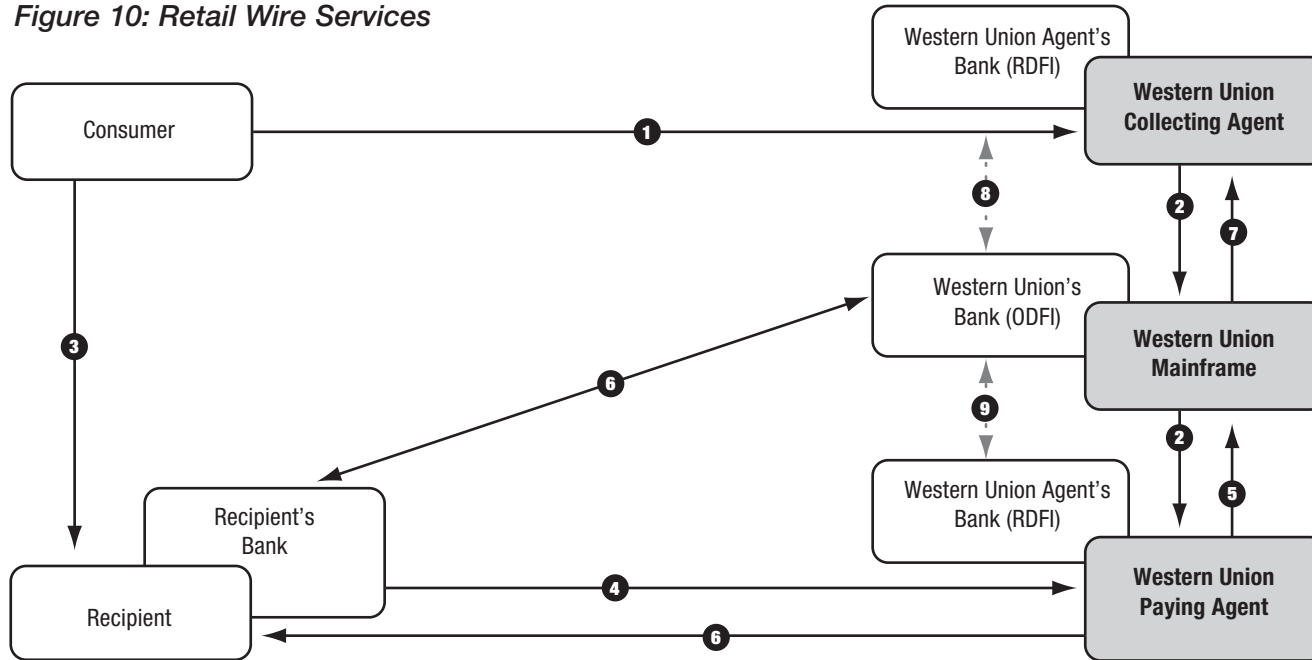 Figure 10: Retail Wire Services
Western Union Agent's
Bank (RDFI)
Western Union
Collecting Agent
Consumer
1
8
2
7
Western Union's
Bank (ODFI)
Western Union
Mainframe
3
6
9
2
5
Western Union Agent's
Bank (RDFI)
Recipient's
Bank
Western Union
Paying Agent
4
Recipient
6